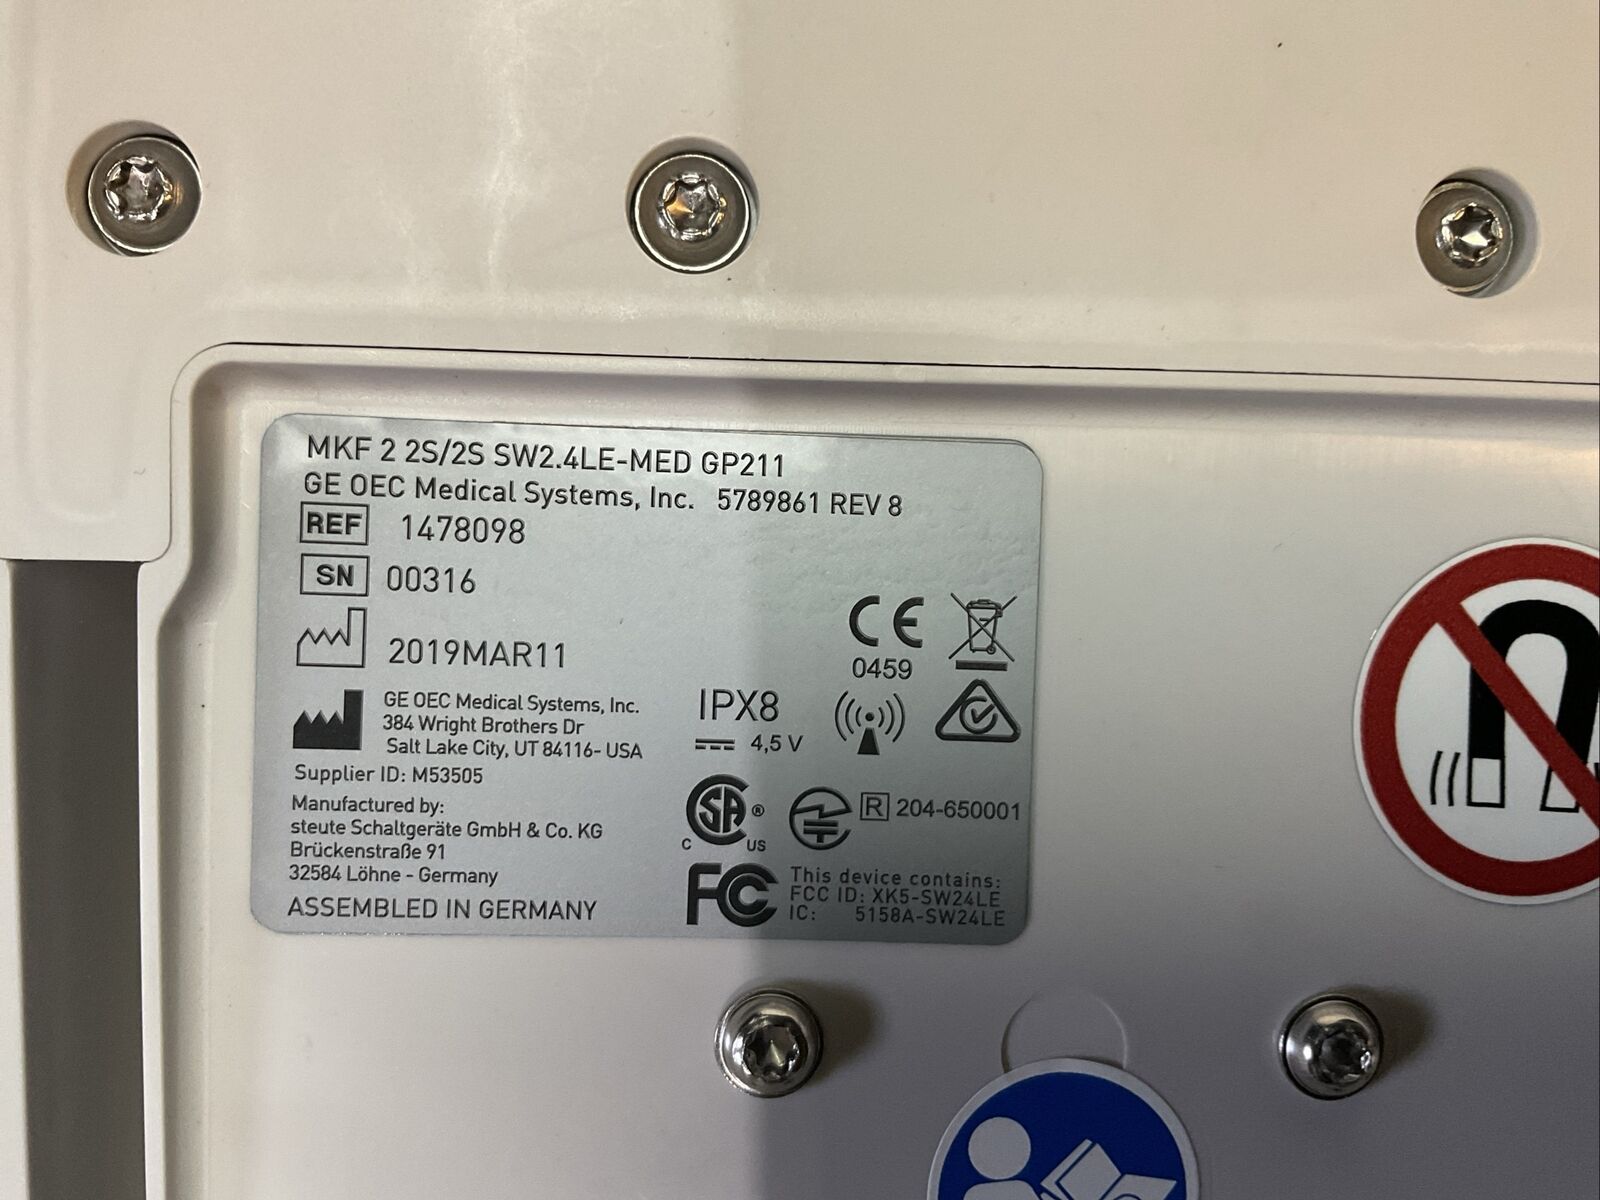 MKF 2 2S/2S SW2.4LE-MED GP211
GE OEC Medical Systems, Inc. 5789861 REV 8
REF 1478098
SN 00316
2019MAR11
CE
0459
GE OEC Medical Systems, Inc.
384 Wright Brothers Dr
Salt Lake City, UT 84116- USA
IPX8
4,5 V
Supplier ID: M53505
Manufactured by:
steute Schaltgeräte GmbH & Co. KG
Brückenstraße 91
32584 Löhne - Germany
ASSEMBLED IN GERMANY
C SA ® US
R 204-650001
FC
This device contains:
FCC ID: XK5-SW24LE
IC: 5158A-SW24LE